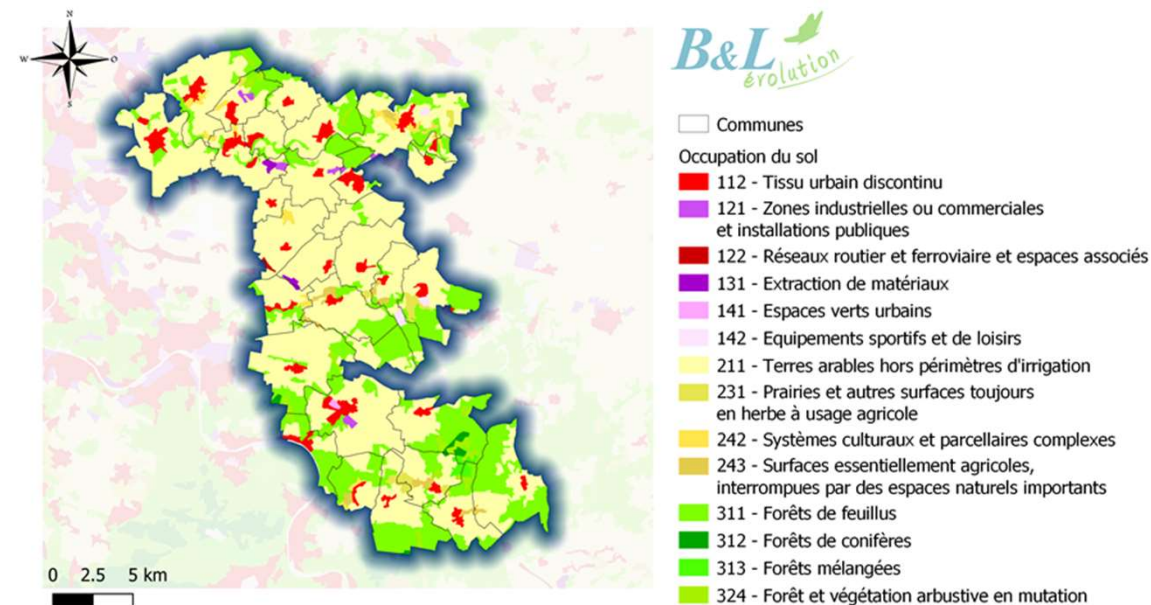 N
W
O
S
B&L
évolution
Communes
Occupation du sol
112 - Tissu urbain discontinu
121 - Zones industrielles ou commerciales
et installations publiques
122 - Réseaux routier et ferroviaire et espaces associés
131 - Extraction de matériaux
141 - Espaces verts urbains
142 - Equipements sportifs et de loisirs
211 - Terres arables hors périmètres d'irrigation
231 - Prairies et autres surfaces toujours
en herbe à usage agricole
242 - Systèmes culturaux et parcellaires complexes
243 - Surfaces essentiellement agricoles,
interrompues par des espaces naturels importants
311 - Forêts de feuillus
312 - Forêts de conifères
313 - Forêts mélangées
324 - Forêt et végétation arbustive en mutation
0 2.5 5 km